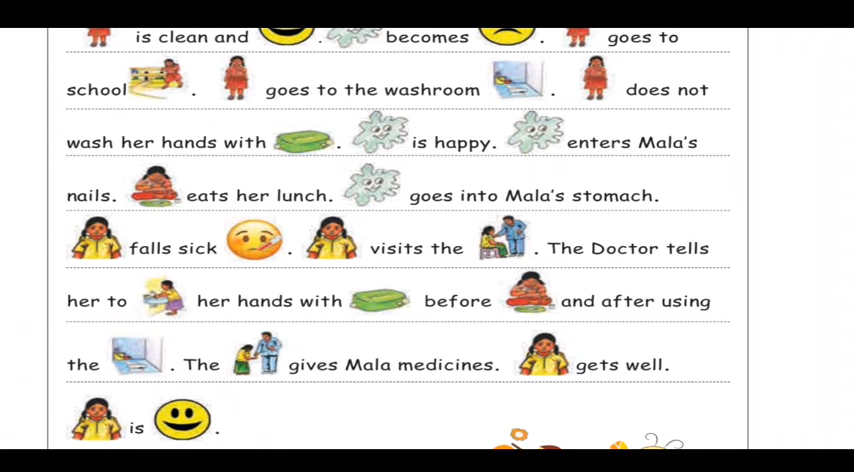 is clean and . becomes . goes to
school . goes to the washroom . does not
wash her hands with . is happy. enters Mala's
nails. eats her lunch. goes into Mala's stomach.
falls sick . visits the . The Doctor tells
her to her hands with before and after using
the . The gives Mala medicines. gets well.
is .